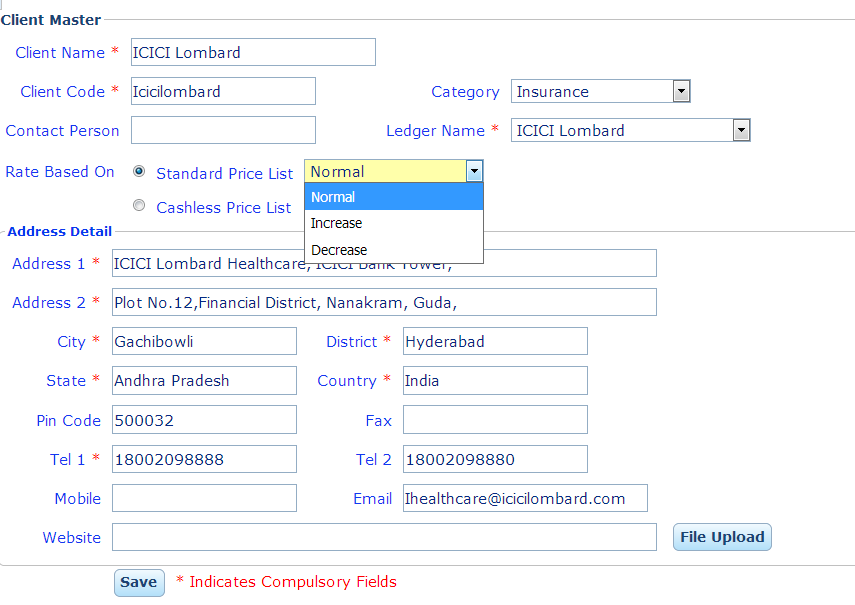 Client Master
Client Name * ICICI Lombard
Client Code * Icicilombard Category Insurance
Contact Person Ledger Name * ICICI Lombard
Rate Based On Standard Price List Normal
Normal
Cashless Price List
Increase
Decrease
Address Detail
Address 1 * ICICI Lombard Healthcare, ICICI Bank Tower,
Address 2 * Plot No.12,Financial District, Nanakram, Guda,
City * Gachibowli District * Hyderabad
State * Andhra Pradesh Country * India
Pin Code 500032 Fax
Tel 1 * 18002098888 Tel 2 18002098880
Mobile Email Ihealthcare@icicilombard.com
Website File Upload
Save * Indicates Compulsory Fields